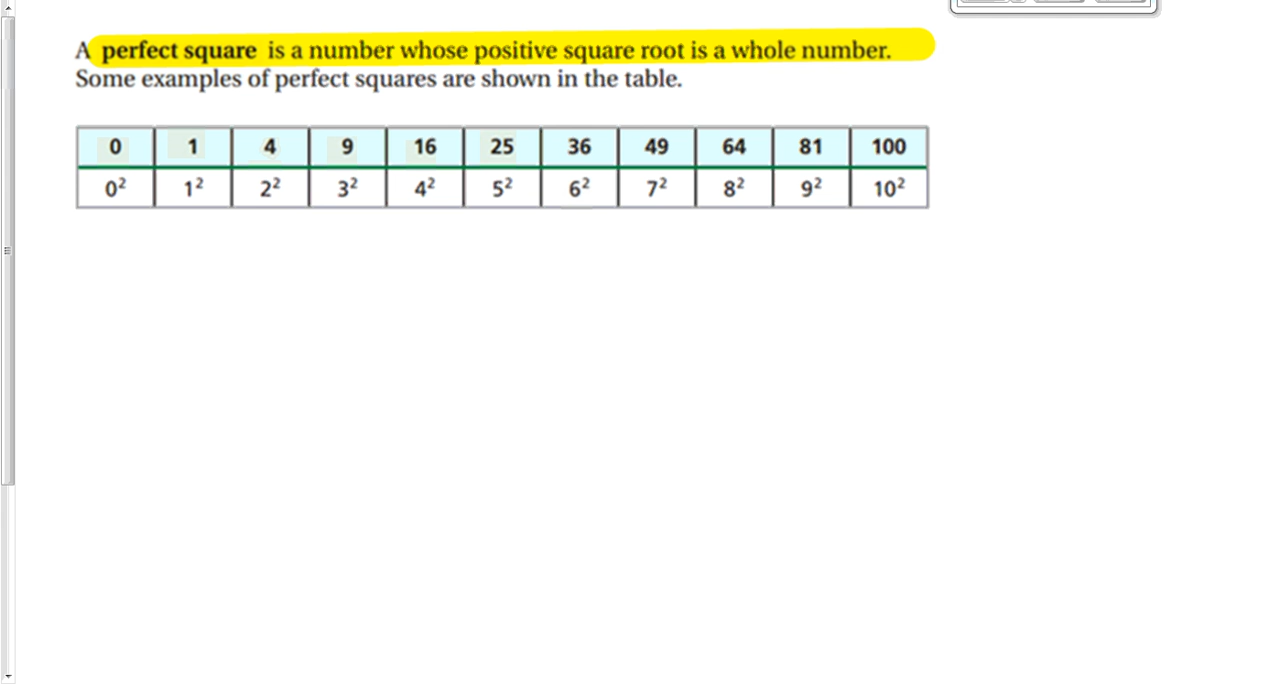 A perfect square is a number whose positive square root is a whole number.
Some examples of perfect squares are shown in the table.
0 1 4 9 16 25 36 49 64 81 100
0² 1² 2² 3² 4² 5² 6² 7² 8² 9² 10²